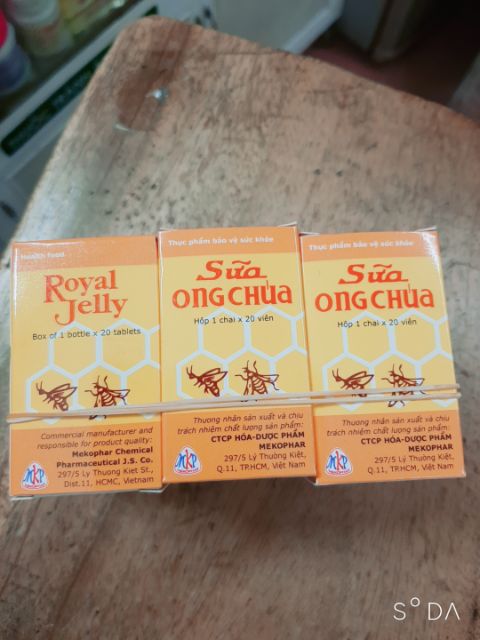 Health food
Royal
Jelly
Box of 1 bottle x 20 tablets
Commercial manufacturer and
responsible for product quality:
Mekophar Chemical
Pharmaceutical J.S. Co.
297/5 Ly Thuong Kiet St.,
Dist.11, HCMC, Vietnam
MKP
Thực phẩm bảo vệ sức khỏe
Sữa
ONG CHÚA
Hộp 1 chai x 20 viên
Thương nhân sản xuất và chịu
trách nhiệm chất lượng sản phẩm:
CTCP HÓA-DƯỢC PHẨM
MEKOPHAR
297/5 Lý Thường Kiệt,
Q.11, TP.HCM, Việt Nam
MKP
Thực phẩm bảo vệ sức khỏe
Sữa
ONG CHÚA
Hộp 1 chai x 20 viên
Thương nhân sản xuất và chịu
trách nhiệm chất lượng sản phẩm:
CTCP HÓA-DƯỢC PHẨM
MEKOPHAR
297/5 Lý Thường Kiệt,
Q.11, TP.HCM, Việt Nam
MKP
SODA